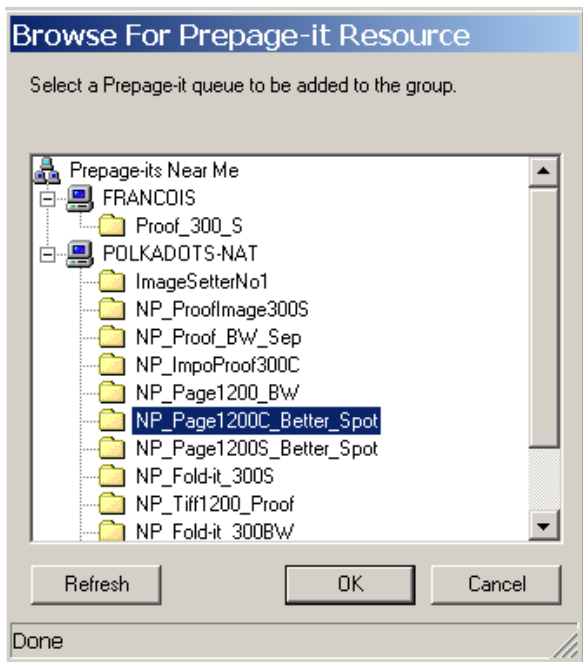 Browse For Prepage-it Resource
Select a Prepage-it queue to be added to the group.
Prepage-its Near Me
FRANCOIS
Proof_300_S
POLKADOTS-NAT
ImageSetterNo1
NP_ProofImage300S
NP_Proof_BW_Sep
NP_ImpoProof300C
NP_Page1200_BW
NP_Page1200C_Better_Spot
NP_Page1200S_Better_Spot
NP_Fold-it_300S
NP_Tiff1200_Proof
NP_Fold-it_300BW
Refresh OK Cancel
Done